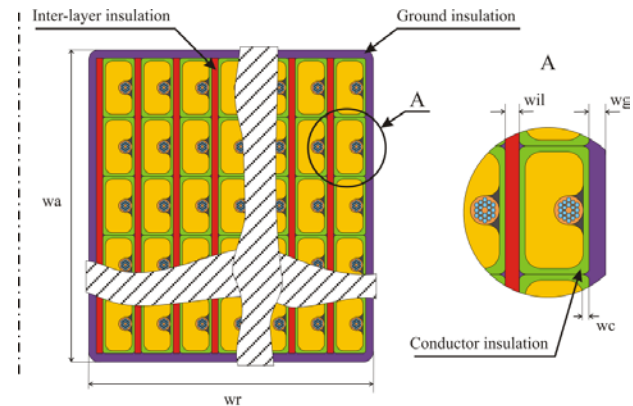 Inter-layer insulation
Ground insulation
A
A
wil
wg
wa
wr
wc
Conductor insulation